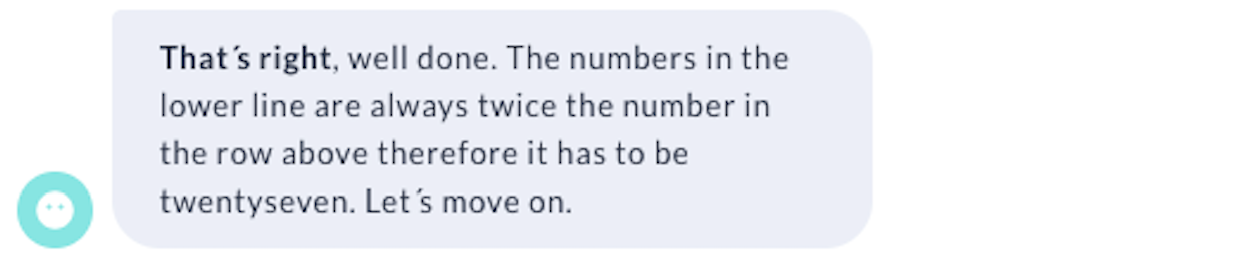 That´s right, well done. The numbers in the
lower line are always twice the number in
the row above therefore it has to be
twentyseven. Let´s move on.